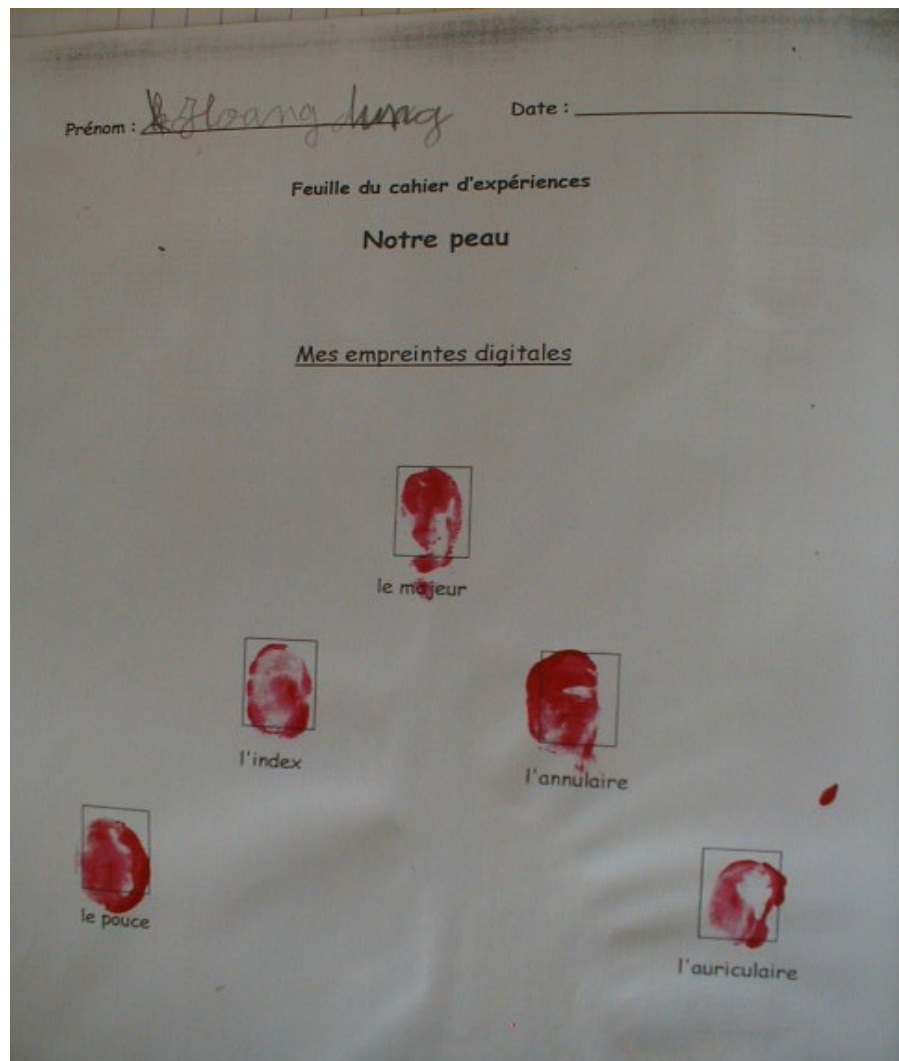 Prénom : Hoang dung Date :
Feuille du cahier d'expériences
Notre peau
Mes empreintes digitales
le majeur
l'index
l'annulaire
le pouce
l'auriculaire